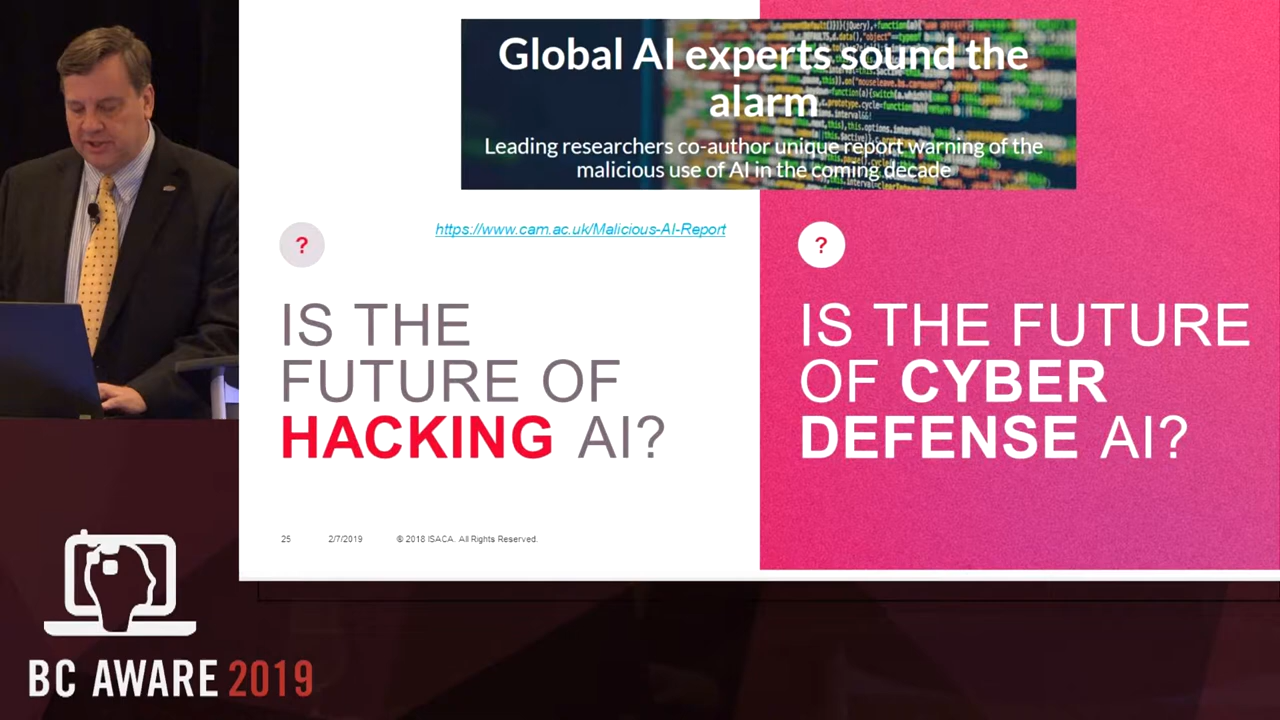 Global AI experts sound the
alarm
Leading researchers co-author unique report warning of the
malicious use of AI in the coming decade
https://www.cam.ac.uk/Malicious-AI-Report
?
IS THE
FUTURE OF
HACKING AI?
?
IS THE FUTURE
OF CYBER
DEFENSE AI?
25 2/7/2019 © 2018 ISACA. All Rights Reserved.
BC AWARE 2019